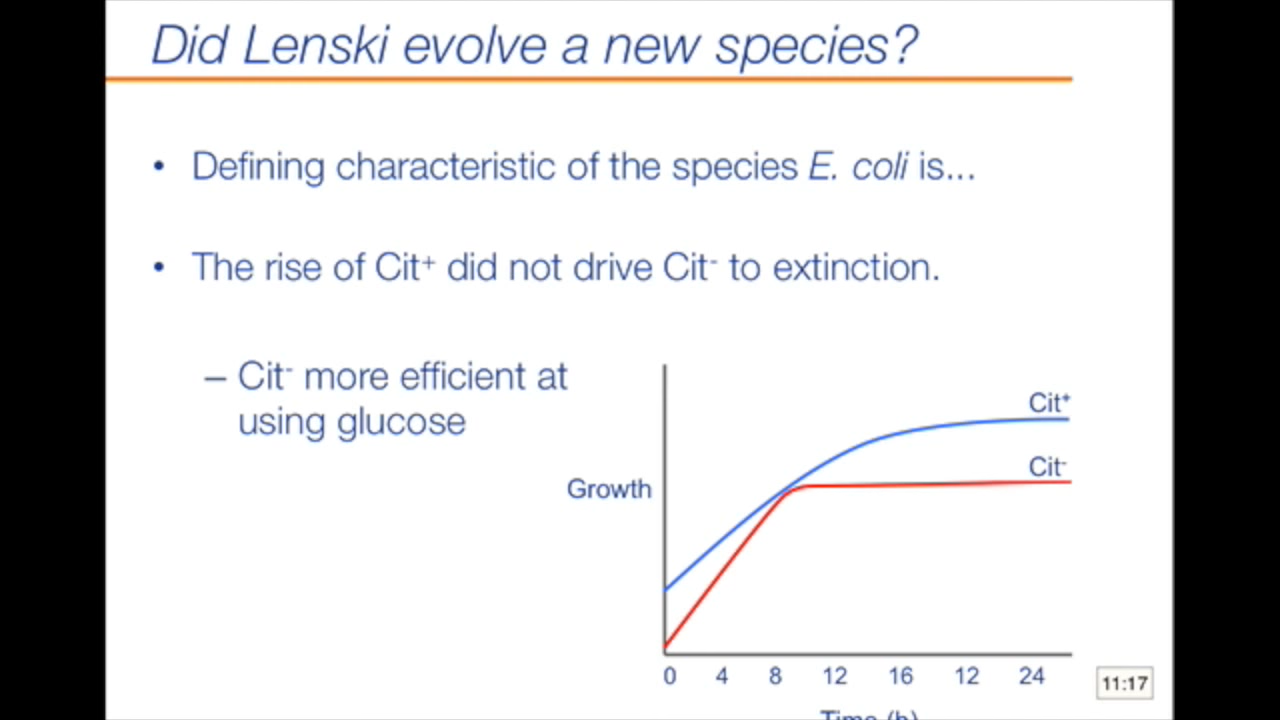 Did Lenski evolve a new species?
• Defining characteristic of the species E. coli is...
• The rise of Cit⁺ did not drive Cit⁻ to extinction.
– Cit⁻ more efficient at
using glucose
Cit⁺
Cit⁻
Growth
0 4 8 12 16 12 24
11:17
Time (h)